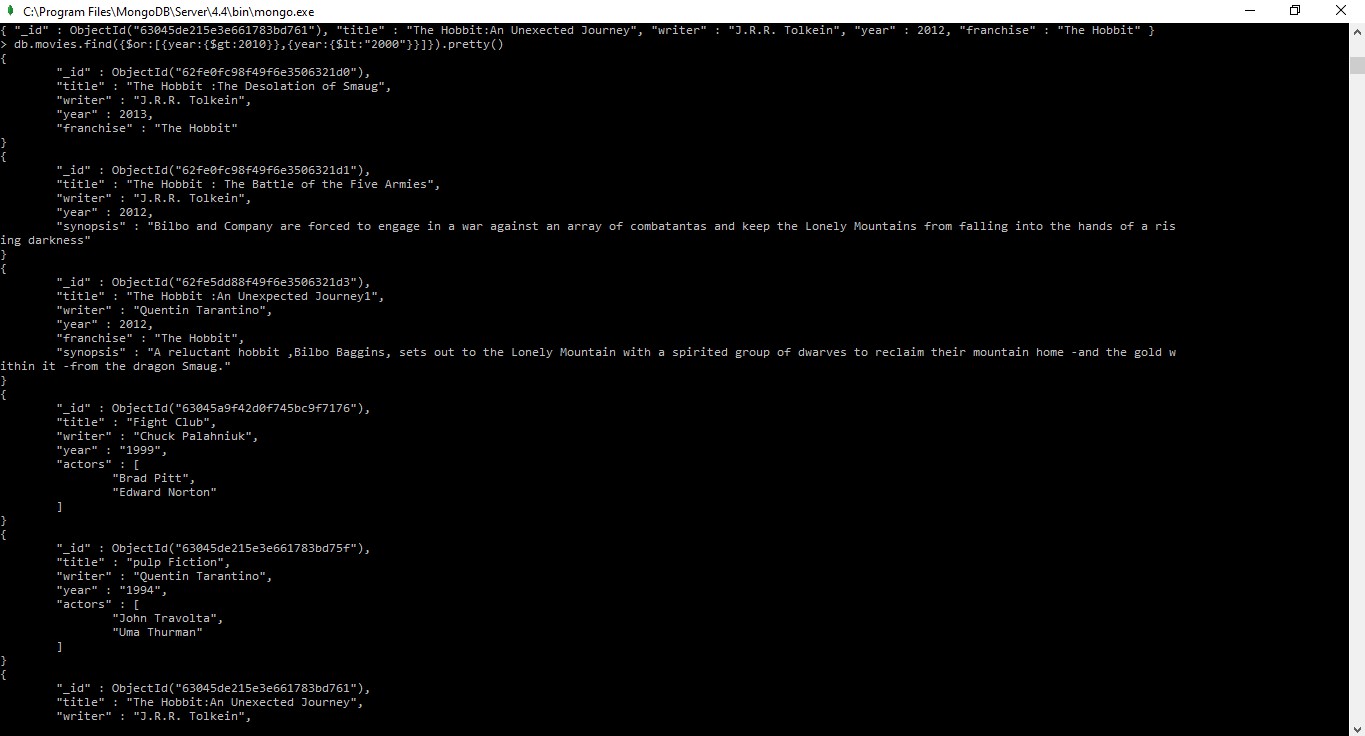 C:\Program Files\MongoDB\Server\4.4\bin\mongo.exe
{ "_id" : ObjectId("63045de215e3e661783bd761"), "title" : "The Hobbit:An Unexected Journey", "writer" : "J.R.R. Tolkein", "year" : 2012, "franchise" : "The Hobbit" }
> db.movies.find({$or:[{year:{$gt:2010}},{year:{$lt:"2000"}}]}).pretty()
{
        "_id" : ObjectId("62fe0fc98f49f6e3506321d0"),
        "title" : "The Hobbit :The Desolation of Smaug",
        "writer" : "J.R.R. Tolkein",
        "year" : 2013,
        "franchise" : "The Hobbit"
}
{
        "_id" : ObjectId("62fe0fc98f49f6e3506321d1"),
        "title" : "The Hobbit : The Battle of the Five Armies",
        "writer" : "J.R.R. Tolkein",
        "year" : 2012,
        "synopsis" : "Bilbo and Company are forced to engage in a war against an array of combatantas and keep the Lonely Mountains from falling into the hands of a ris
ing darkness"
}
{
        "_id" : ObjectId("62fe5dd88f49f6e3506321d3"),
        "title" : "The Hobbit :An Unexpected Journey1",
        "writer" : "Quentin Tarantino",
        "year" : 2012,
        "franchise" : "The Hobbit",
        "synopsis" : "A reluctant hobbit ,Bilbo Baggins, sets out to the Lonely Mountain with a spirited group of dwarves to reclaim their mountain home -and the gold w
ithin it -from the dragon Smaug."
}
{
        "_id" : ObjectId("63045a9f42d0f745bc9f7176"),
        "title" : "Fight Club",
        "writer" : "Chuck Palahniuk",
        "year" : "1999",
        "actors" : [
                "Brad Pitt",
                "Edward Norton"
        ]
}
{
        "_id" : ObjectId("63045de215e3e661783bd75f"),
        "title" : "pulp Fiction",
        "writer" : "Quentin Tarantino",
        "year" : "1994",
        "actors" : [
                "John Travolta",
                "Uma Thurman"
        ]
}
{
        "_id" : ObjectId("63045de215e3e661783bd761"),
        "title" : "The Hobbit:An Unexected Journey",
        "writer" : "J.R.R. Tolkein",